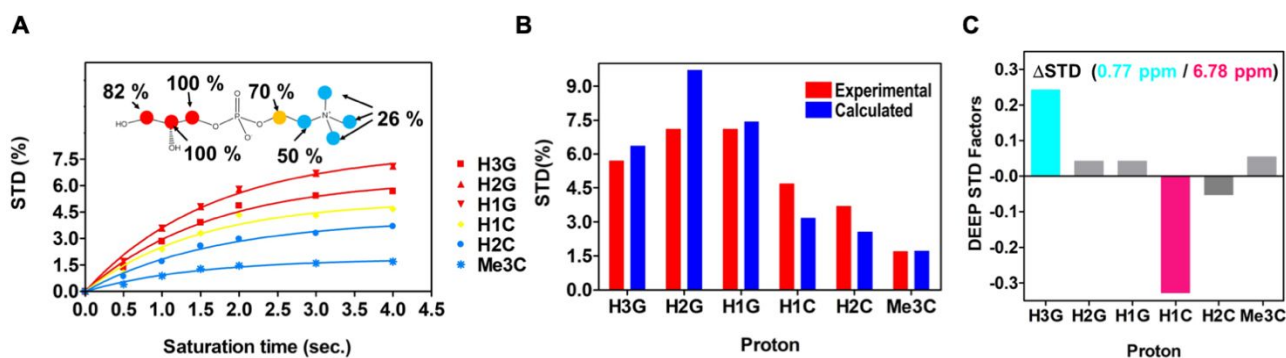 A
82 %
100 %
100 %
70 %
50 %
26 %
HO
OH
O
P
O
O-
O
N+
STD (%)
7.5
6.0
4.5
3.0
1.5
0.0
0.0 0.5 1.0 1.5 2.0 2.5 3.0 3.5 4.0 4.5
Saturation time (sec.)
H3G
H2G
H1G
H1C
H2C
Me3C
B
Experimental
Calculated
STD(%)
9.0
7.5
6.0
4.5
3.0
1.5
0.0
H3G H2G H1G H1C H2C Me3C
Proton
C
ΔSTD (0.77 ppm / 6.78 ppm)
DEEP STD Factors
0.3
0.2
0.1
-0.0
-0.1
-0.2
-0.3
H3G H2G H1G H1C H2C Me3C
Proton